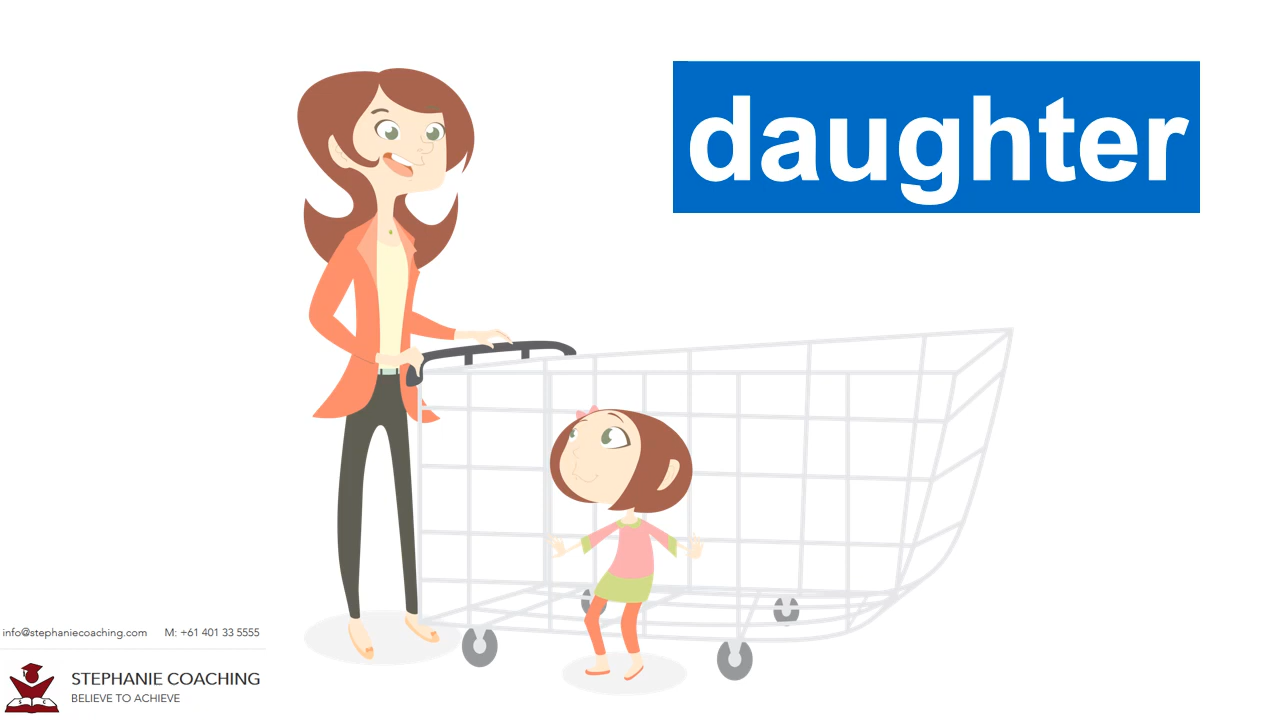 daughter
info@stephaniecoaching.com M: +61 401 33 5555
STEPHANIE COACHING
BELIEVE TO ACHIEVE
S C